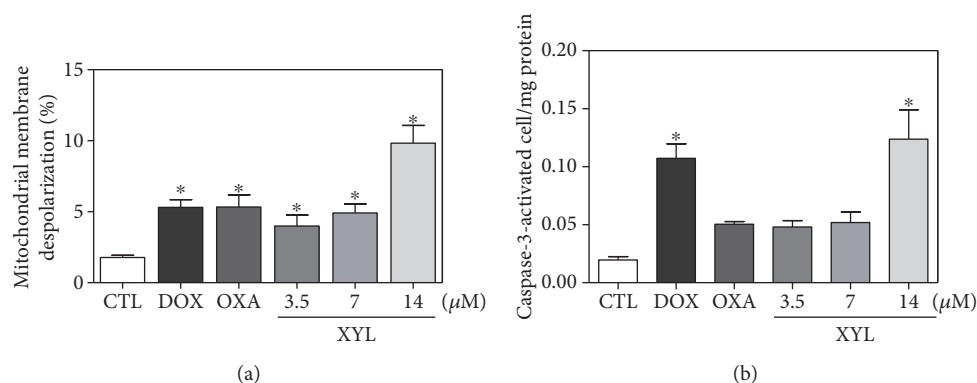 Mitochondrial membrane
despolarization (%)
15
10
5
0
*
*
*
*
*
CTL
DOX
OXA
3.5
7
14
(μM)
XYL
(a)
Caspase-3-activated cell/mg protein
0.20
0.15
0.10
0.05
0.00
*
*
CTL
DOX
OXA
3.5
7
14
(μM)
XYL
(b)